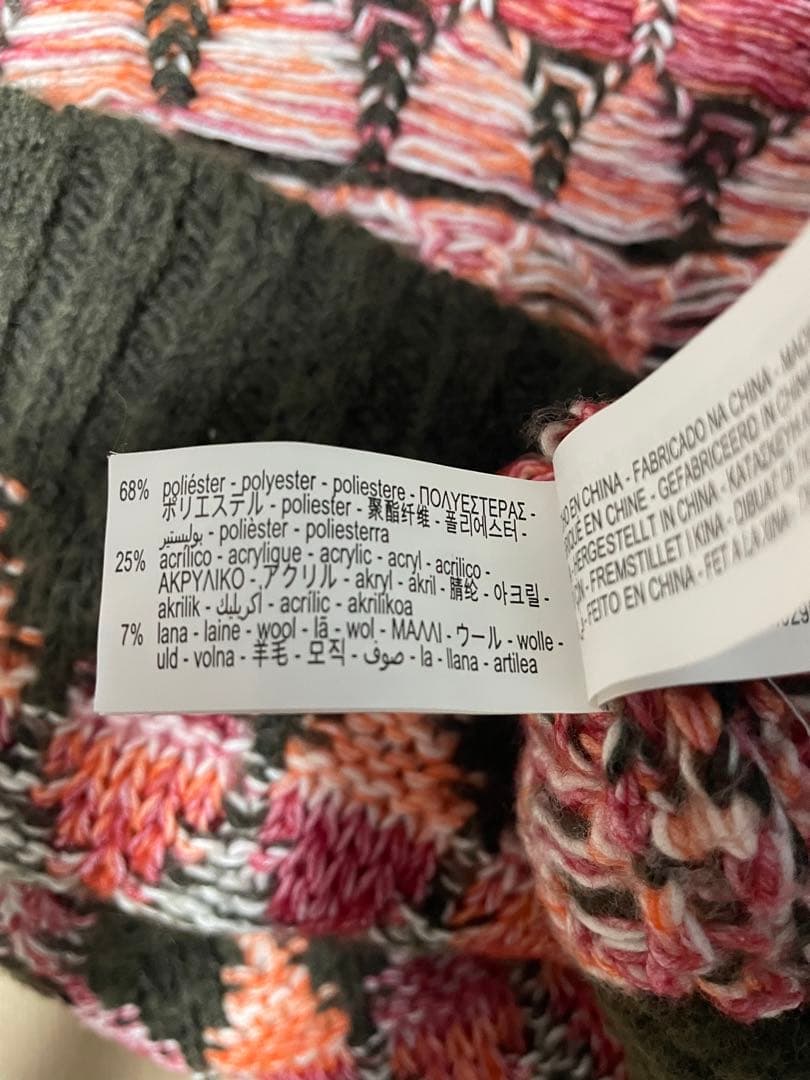 68% poliéster - polyester - poliestere - ΠΟΛΥΕΣΤΕΡΑΣ -
ポリエステル - poliester - 聚酯纤维 - 폴리에스터 -
بوليستير - polièster - poliesterra
25% acrílico - acryligue - acrylic - acryl - acrilico -
ΑΚΡΥΛΙΚΟ - アクリル - akryl - akril - 腈纶 - 아크릴 -
akrilik - أكريليك - acrílic - akrilikoa
7% lana - laine - wool - lã - wol - ΜΑΛΛΙ - ウール - wolle -
uld - volna - 羊毛 - 모직 - صوف - la - llana - artilea
EN CHINA - FABRICADO NA CHINA -
EN CHINE - GEFABRICEERD IN
HERGESTELLT IN CHINA -
- FREMSTILLET I KINA - DIBUAT DI
- FEITO EN CHINA - FET A LA XINA